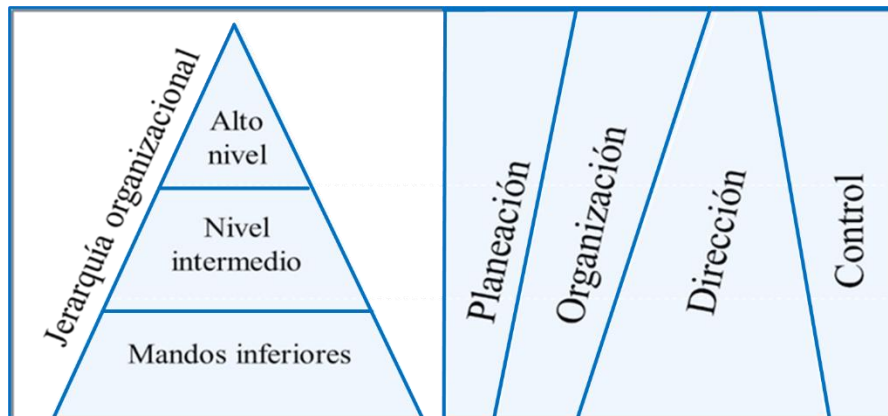 Jerarquía organizacional
Alto
nivel
Nivel
intermedio
Mandos inferiores
Planeación
Organización
Dirección
Control